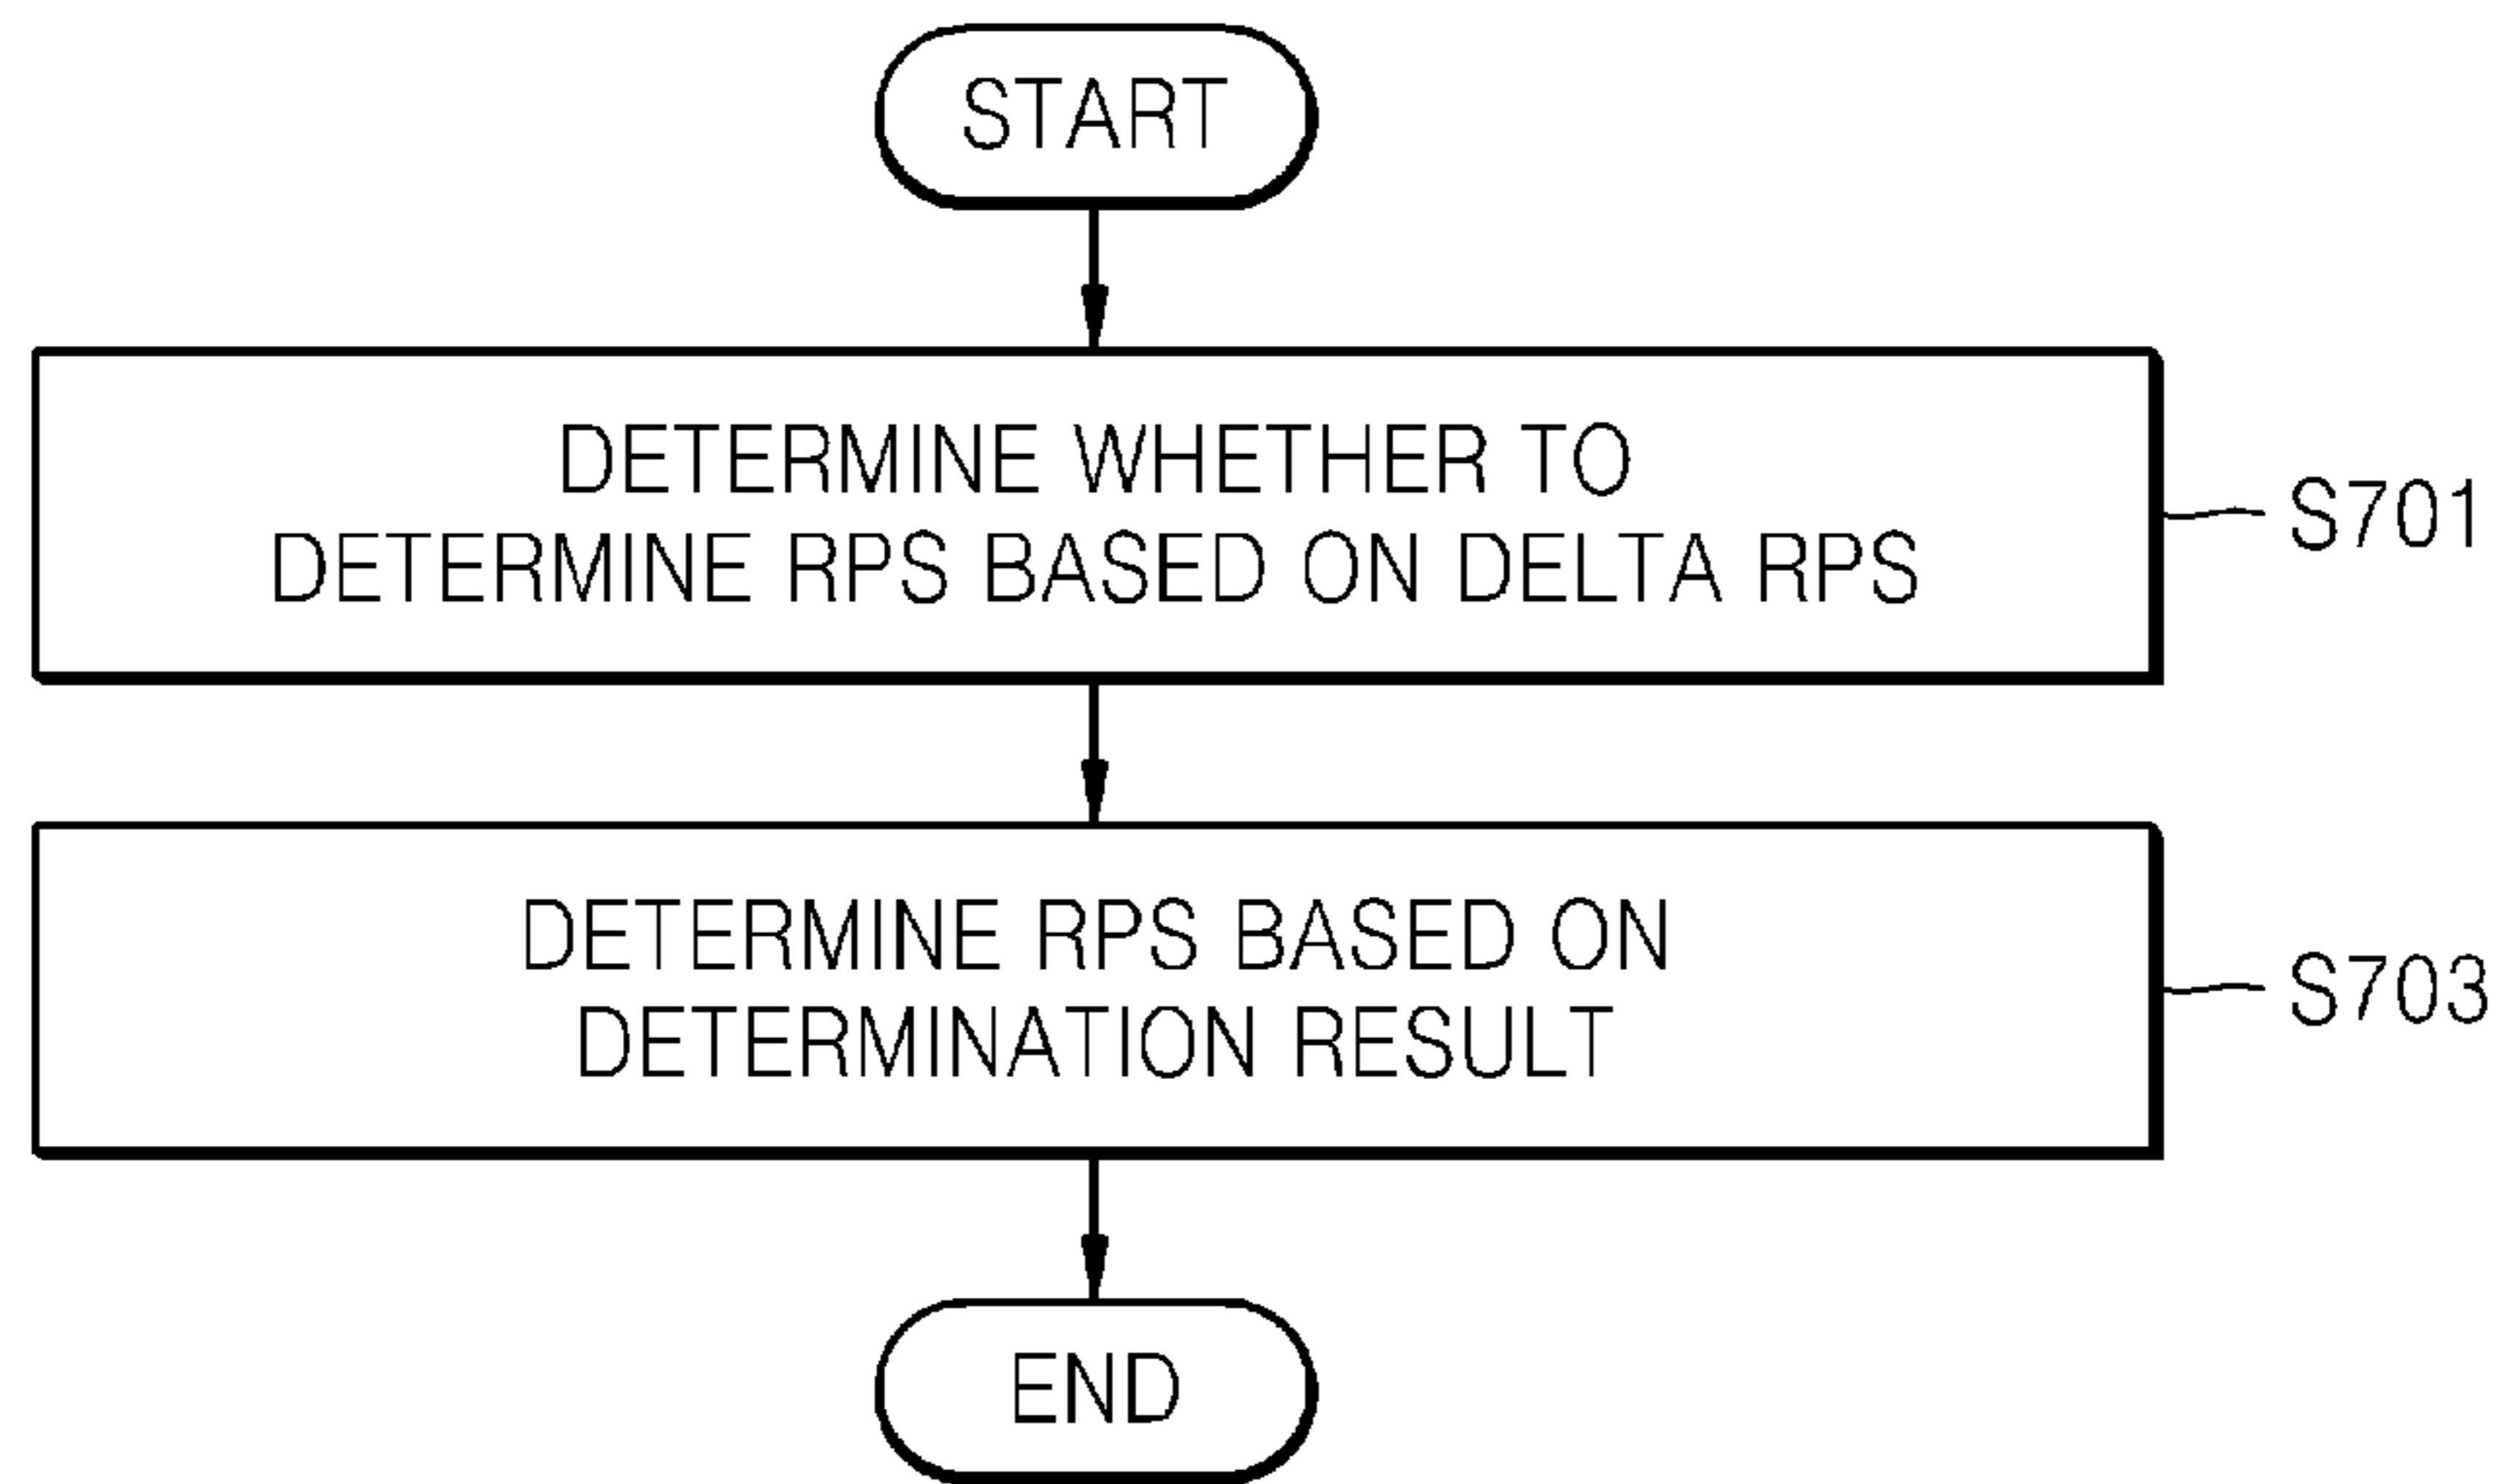 START
DETERMINE WHETHER TO
DETERMINE RPS BASED ON DELTA RPS
S701
DETERMINE RPS BASED ON
DETERMINATION RESULT
S703
END